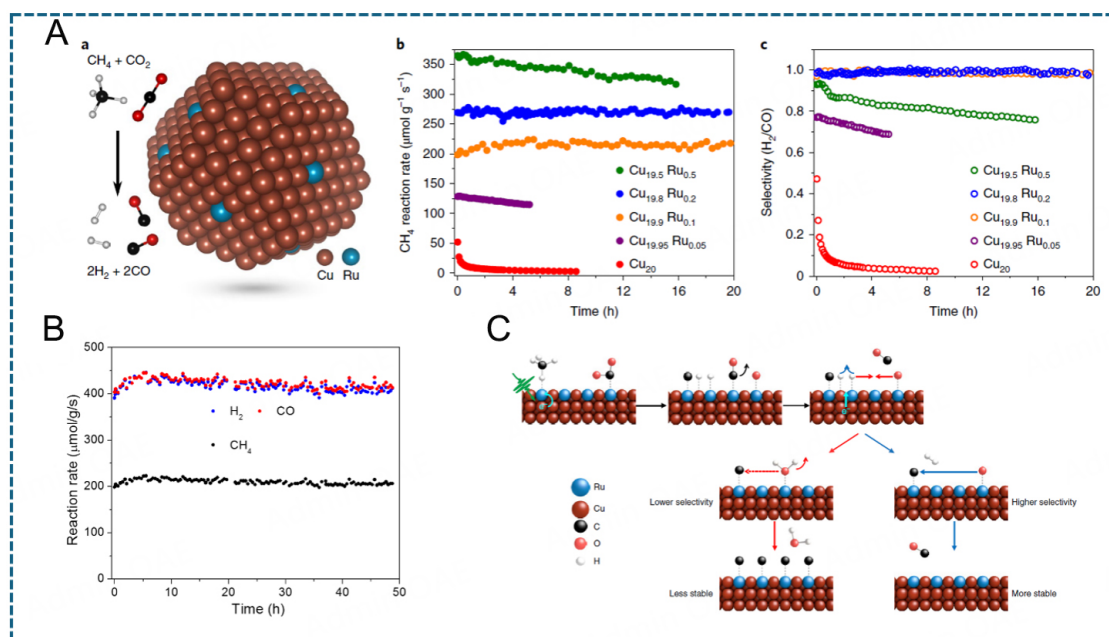 A
a
CH₄ + CO₂
2H₂ + 2CO
Cu Ru
b
CH₄ reaction rate (μmol g⁻¹ s⁻¹)
350
300
250
200
150
100
50
0
Cu₁₉.₅ Ru₀.₅
Cu₁₉.₈ Ru₀.₂
Cu₁₉.₉ Ru₀.₁
Cu₁₉.₉₅ Ru₀.₀₅
Cu₂₀
0 4 8 12 16 20
Time (h)
c
Selectivity (H₂/CO)
1.0
0.8
0.6
0.4
0.2
0
Cu₁₉.₅ Ru₀.₅
Cu₁₉.₈ Ru₀.₂
Cu₁₉.₉ Ru₀.₁
Cu₁₉.₉₅ Ru₀.₀₅
Cu₂₀
0 4 8 12 16 20
Time (h)
B
Reaction rate (μmol/g/s)
500
400
300
200
100
0
H₂ CO
CH₄
0 10 20 30 40 50
Time (h)
C
Ru
Cu
C
O
H
Lower selectivity
Higher selectivity
Less stable
More stable